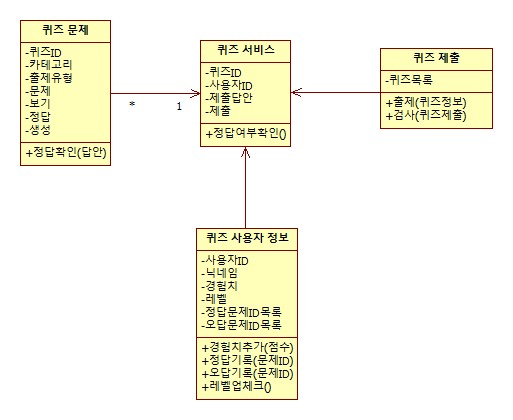 퀴즈 문제
-퀴즈ID
-카테고리
-출제유형
-문제
-보기
-정답
-생성
+정답확인(답안)
*
1
퀴즈 서비스
-퀴즈ID
-사용자ID
-제출답안
-제출
+정답여부확인()
퀴즈 제출
-퀴즈목록
+출제(퀴즈정보)
+검사(퀴즈제출)
퀴즈 사용자 정보
-사용자ID
-닉네임
-경험치
-레벨
-정답문제ID목록
-오답문제ID목록
+경험치추가(점수)
+정답기록(문제ID)
+오답기록(문제ID)
+레벨업체크()